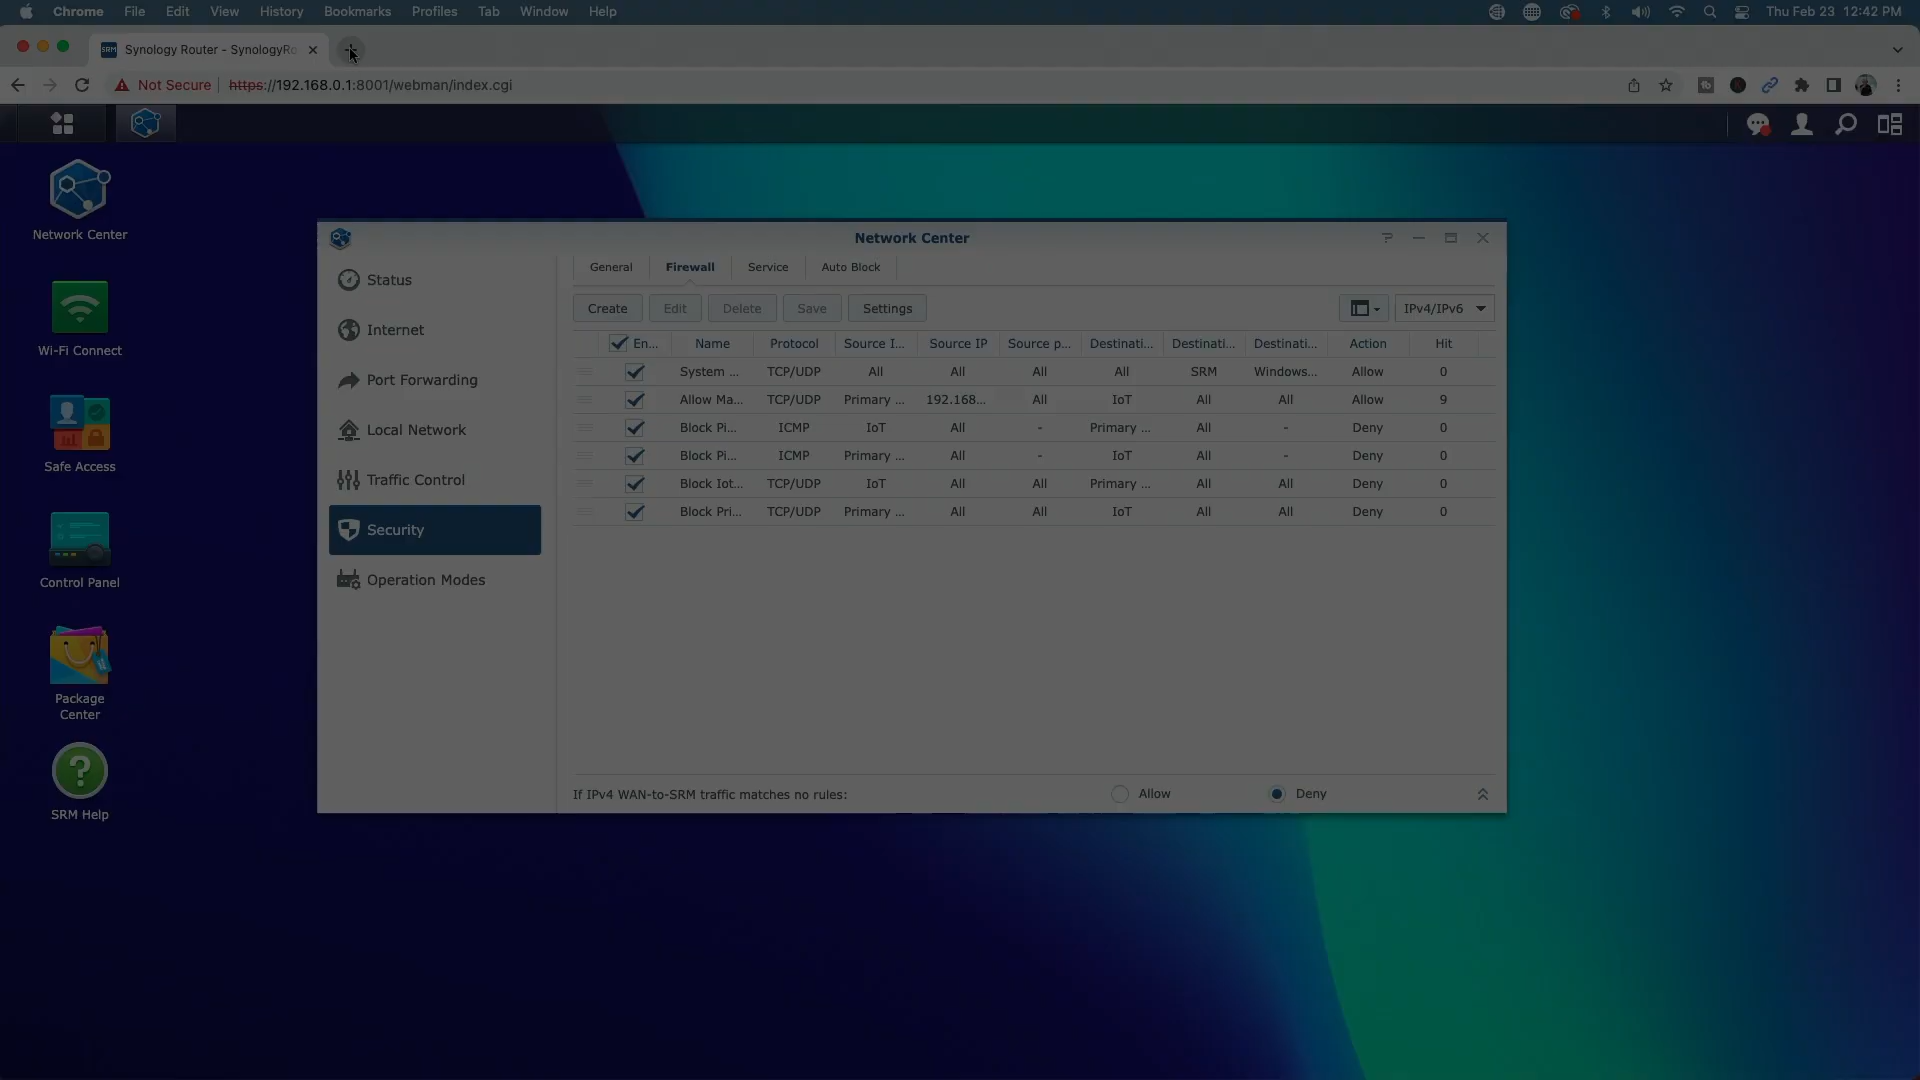 Chrome File Edit View History Bookmarks Profiles Tab Window Help Thu Feb 23 12:42 PM
SRM Synology Router - SynologyRo
Not Secure https://192.168.0.1:8001/webman/index.cgi
Network Center
Wi-Fi Connect
Safe Access
Control Panel
Package
Center
SRM Help
Network Center
Status
Internet
Port Forwarding
Local Network
Traffic Control
Security
Operation Modes
General Firewall Service Auto Block
Create Edit Delete Save Settings IPv4/IPv6
En... Name Protocol Source I... Source IP Source p... Destinati... Destinati... Destinati... Action Hit
System ... TCP/UDP All All All All SRM Windows... Allow 0
Allow Ma... TCP/UDP Primary ... 192.168... All IoT All All Allow 9
Block Pi... ICMP IoT All - Primary ... All - Deny 0
Block Pi... ICMP Primary ... All - IoT All - Deny 0
Block Iot... TCP/UDP IoT All All Primary ... All All Deny 0
Block Pri... TCP/UDP Primary ... All All IoT All All Deny 0
If IPv4 WAN-to-SRM traffic matches no rules: Allow Deny